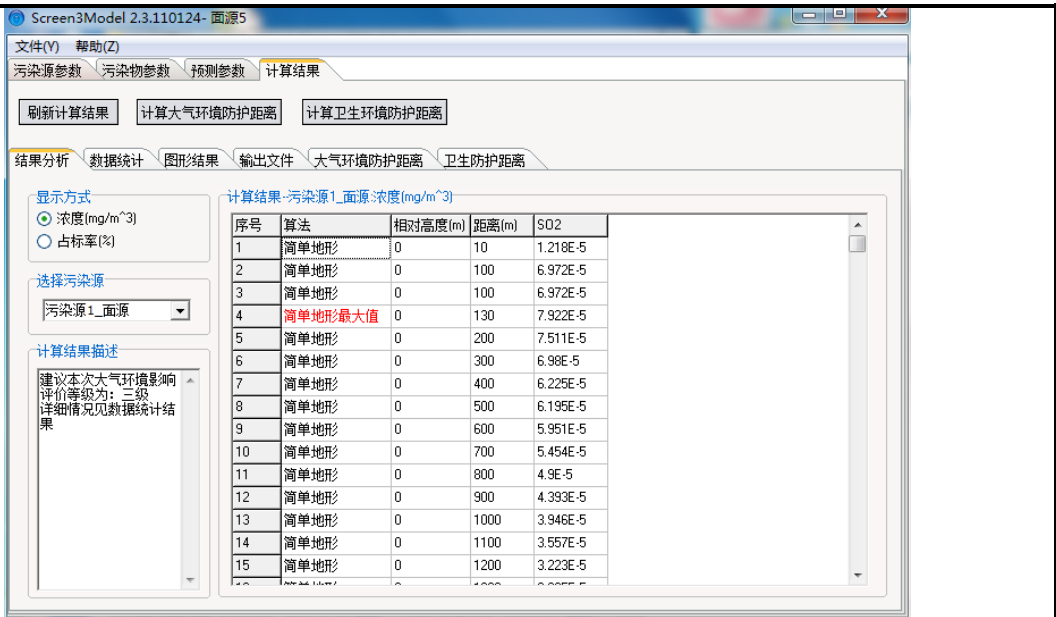 Screen3Model 2.3.110124- 面源5
文件(Y) 帮助(Z)
污染源参数 污染物参数 预测参数 计算结果
刷新计算结果 计算大气环境防护距离 计算卫生环境防护距离
结果分析 数据统计 图形结果 输出文件 大气环境防护距离 卫生防护距离
显示方式
浓度(mg/m^3)
占标率(%)
选择污染源
污染源1_面源
计算结果描述
建议本次大气环境影响
评价等级为：三级
详细情况见数据统计结
果
计算结果-污染源1_面源:浓度(mg/m^3)
序号 算法 相对高度(m) 距离(m) SO2
1 简单地形 0 10 1.218E-5
2 简单地形 0 100 6.972E-5
3 简单地形 0 100 6.972E-5
4 简单地形最大值 0 130 7.922E-5
5 简单地形 0 200 7.511E-5
6 简单地形 0 300 6.98E-5
7 简单地形 0 400 6.225E-5
8 简单地形 0 500 6.195E-5
9 简单地形 0 600 5.951E-5
10 简单地形 0 700 5.454E-5
11 简单地形 0 800 4.9E-5
12 简单地形 0 900 4.393E-5
13 简单地形 0 1000 3.946E-5
14 简单地形 0 1100 3.557E-5
15 简单地形 0 1200 3.223E-5